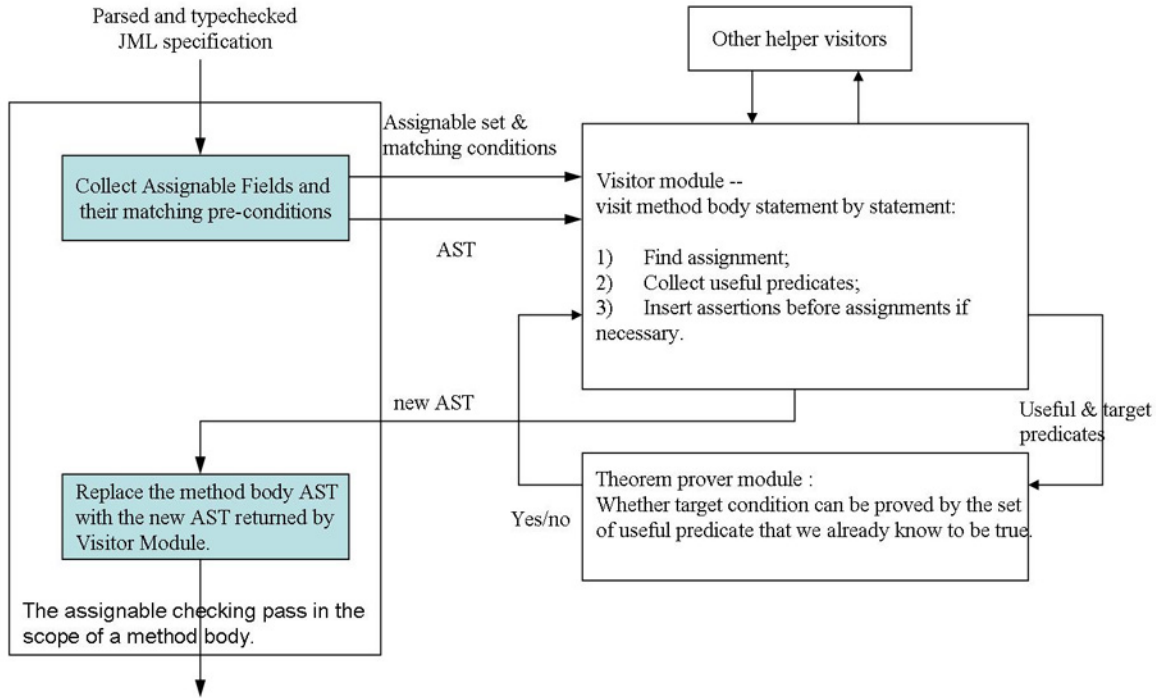 Parsed and typechecked
JML specification
Other helper visitors
Assignable set &
matching conditions
Collect Assignable Fields and
their matching pre-conditions
AST
Visitor module --
visit method body statement by statement:
1) Find assignment;
2) Collect useful predicates;
3) Insert assertions before assignments if
necessary.
new AST
Useful & target
predicates
Replace the method body AST
with the new AST returned by
Visitor Module.
Yes/no
Theorem prover module :
Whether target condition can be proved by the set
of useful predicate that we already know to be true.
The assignable checking pass in the
scope of a method body.